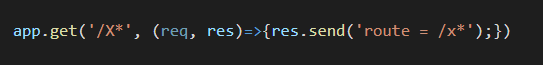 app.get('/X*', (req, res)=>{res.send('route = /x*');})